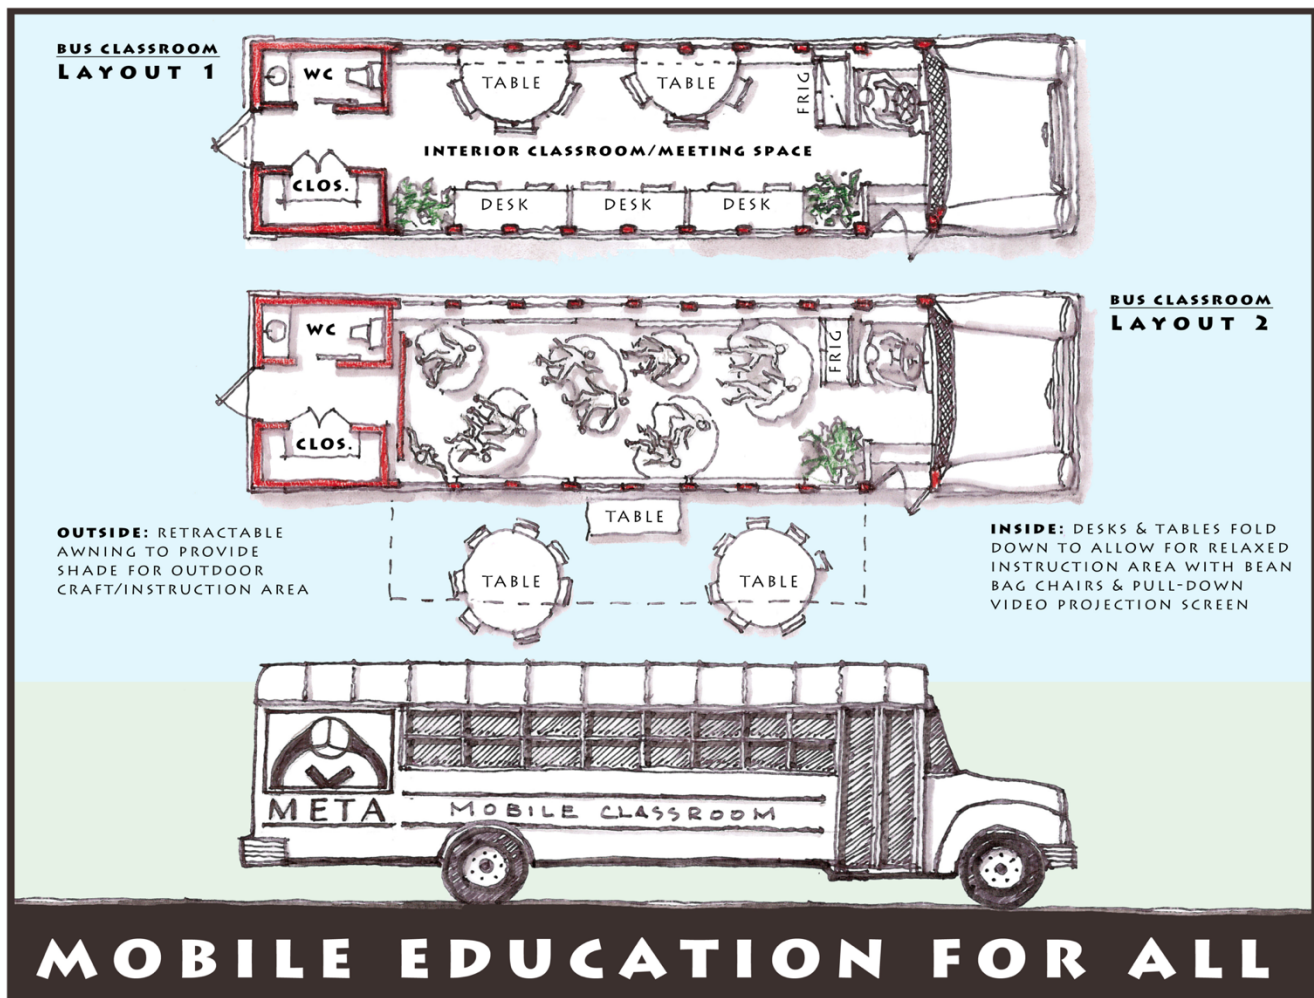 BUS CLASSROOM
LAYOUT 1
WC
TABLE
TABLE
FRIG
INTERIOR CLASSROOM/MEETING SPACE
CLOS.
DESK
DESK
DESK
BUS CLASSROOM
LAYOUT 2
WC
FRIG
CLOS.
TABLE
TABLE
TABLE
OUTSIDE: RETRACTABLE
AWNING TO PROVIDE
SHADE FOR OUTDOOR
CRAFT/INSTRUCTION AREA
INSIDE: DESKS & TABLES FOLD
DOWN TO ALLOW FOR RELAXED
INSTRUCTION AREA WITH BEAN
BAG CHAIRS & PULL-DOWN
VIDEO PROJECTION SCREEN
META
MOBILE CLASSROOM
MOBILE EDUCATION FOR ALL